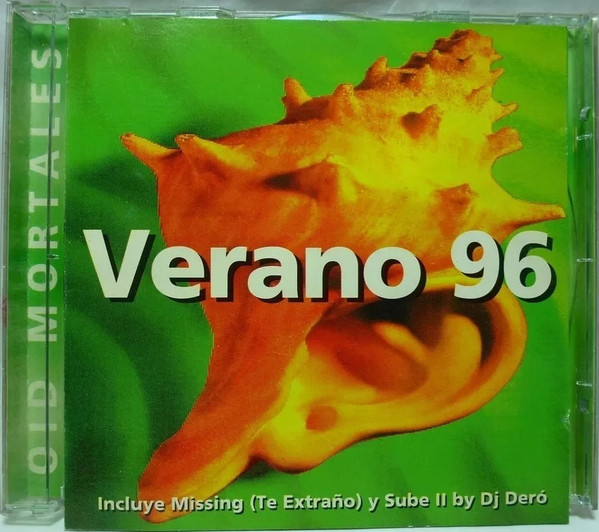 OID MORTALES
Verano 96
Incluye Missing (Te Extraño) y Sube II by Dj Deró